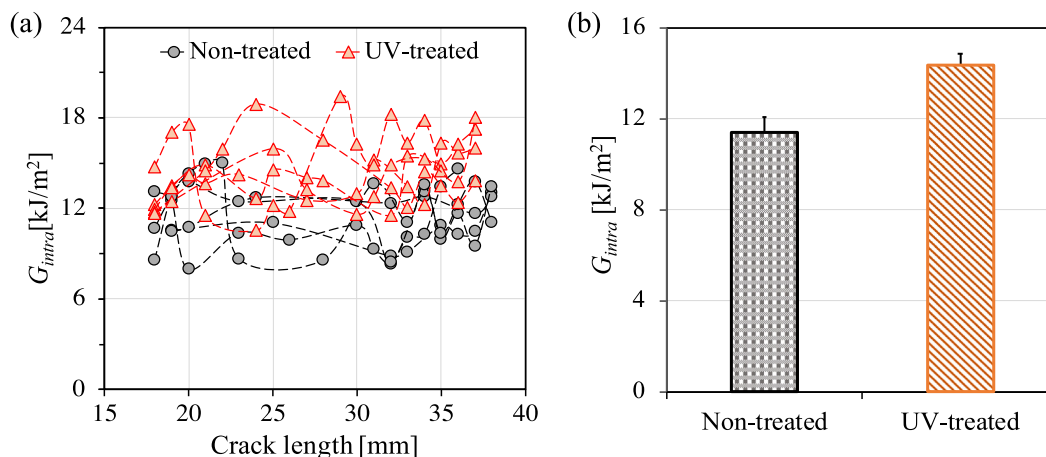 (a)
24
18
12
6
0
G_intra [kJ/m²]
Non-treated
UV-treated
15 20 25 30 35 40
Crack length [mm]
(b)
16
12
8
4
0
G_intra [kJ/m²]
Non-treated
UV-treated